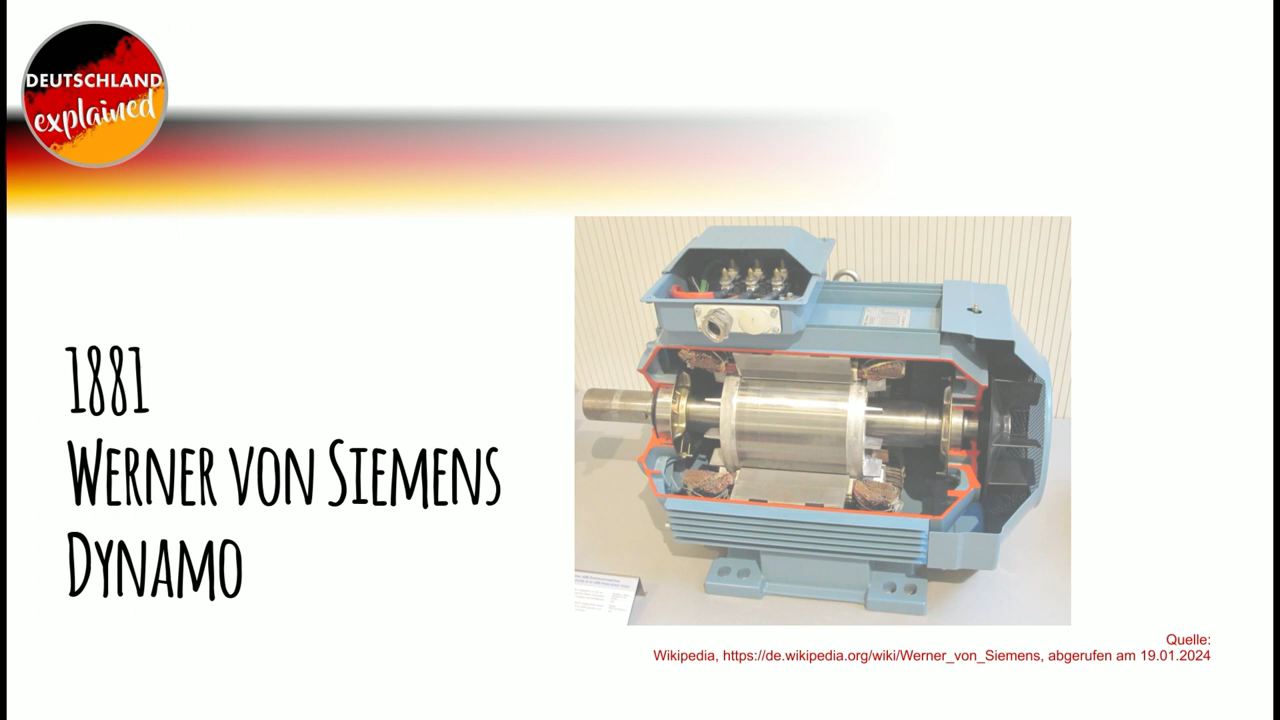 DEUTSCHLAND
explained
1881
WERNER VON SIEMENS
DYNAMO
Quelle:
Wikipedia, https://de.wikipedia.org/wiki/Werner_von_Siemens, abgerufen am 19.01.2024